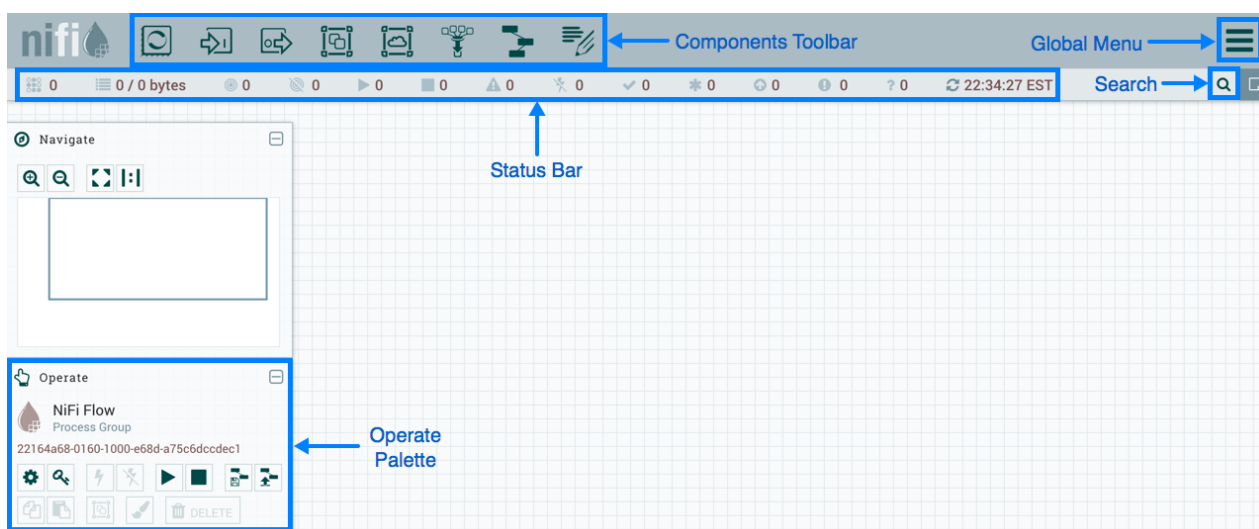 nifi
Components Toolbar
Global Menu
0 0 / 0 bytes 0 0 0 0 0 0 0 0 0 0 ? 0 22:34:27 EST
Search
Navigate
Status Bar
Operate
NiFi Flow
Process Group
22164a68-0160-1000-e68d-a75c6dccdec1
Operate
Palette
DELETE